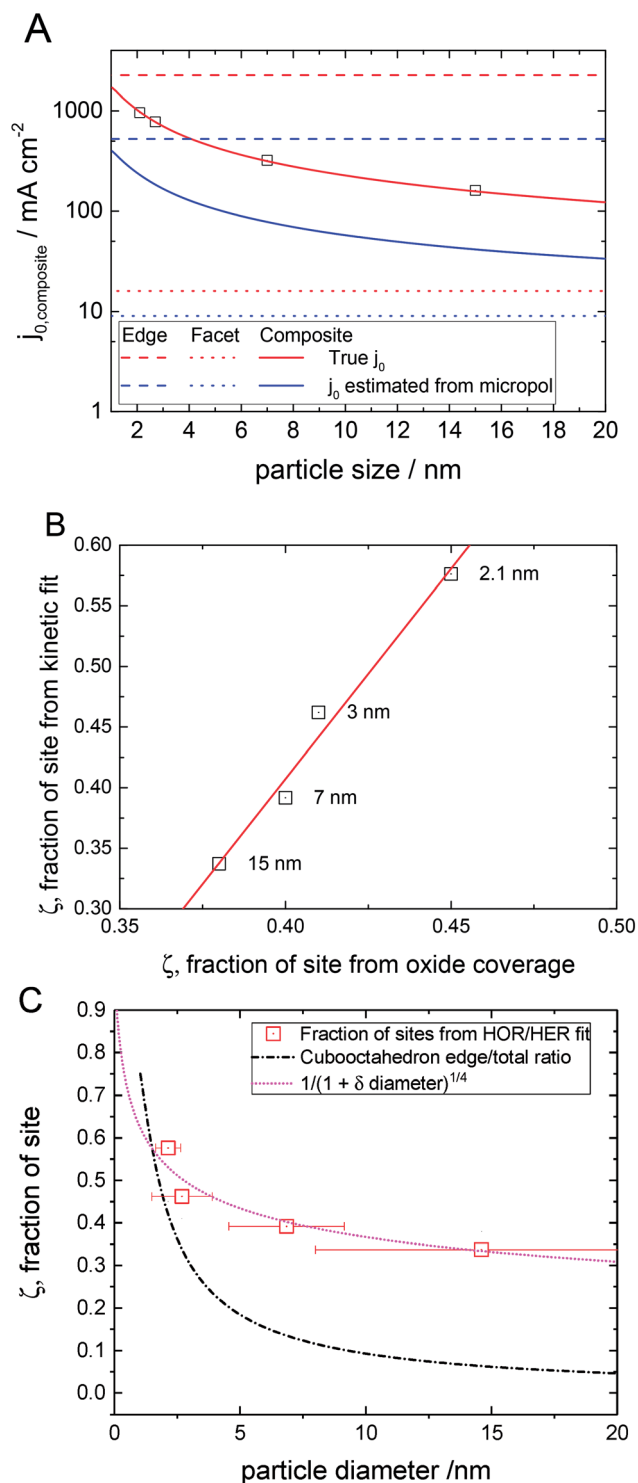 A
j0,composite / mA cm-2
1000
100
10
1
Edge Facet Composite
True j0
j0 estimated from micropol
2 4 6 8 10 12 14 16 18 20
particle size / nm
B
ζ, fraction of site from kinetic fit
0.60
0.55
0.50
0.45
0.40
0.35
0.30
2.1 nm
3 nm
7 nm
15 nm
0.35 0.40 0.45 0.50
ζ, fraction of site from oxide coverage
C
ζ, fraction of site
0.9
0.8
0.7
0.6
0.5
0.4
0.3
0.2
0.1
0.0
Fraction of sites from HOR/HER fit
Cubooctahedron edge/total ratio
1/(1 + δ diameter)1/4
0 5 10 15 20
particle diameter /nm